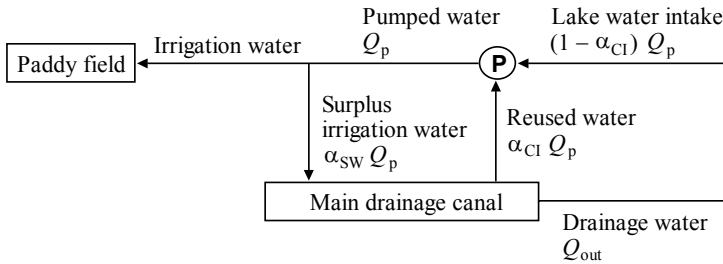 Pumped water
Q_p
Lake water intake
(1 – α_CI) Q_p
Irrigation water
Paddy field
P
Surplus
irrigation water
α_SW Q_p
Reused water
α_CI Q_p
Main drainage canal
Drainage water
Q_out